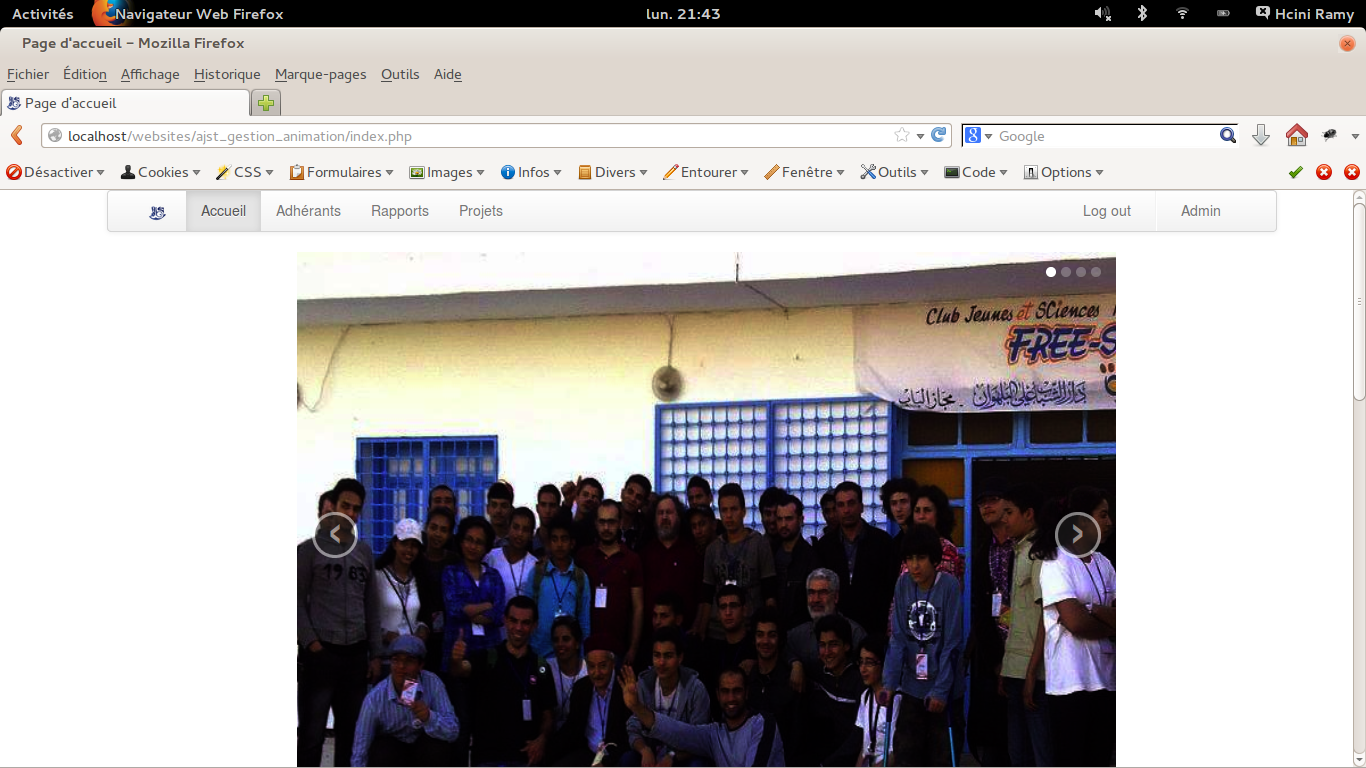 Activités Navigateur Web Firefox lun. 21:43 Hcini Ramy
Page d'accueil - Mozilla Firefox
Fichier Édition Affichage Historique Marque-pages Outils Aide
Page d'accueil
localhost/websites/ajst_gestion_animation/index.php Google
Désactiver Cookies CSS Formulaires Images Infos Divers Entourer Fenêtre Outils Code Options
Accueil Adhérants Rapports Projets Log out Admin
Club Jeunes et SCiences
FREE-S
دار الشباب علي البلهوان - مجاز الباب
19 63